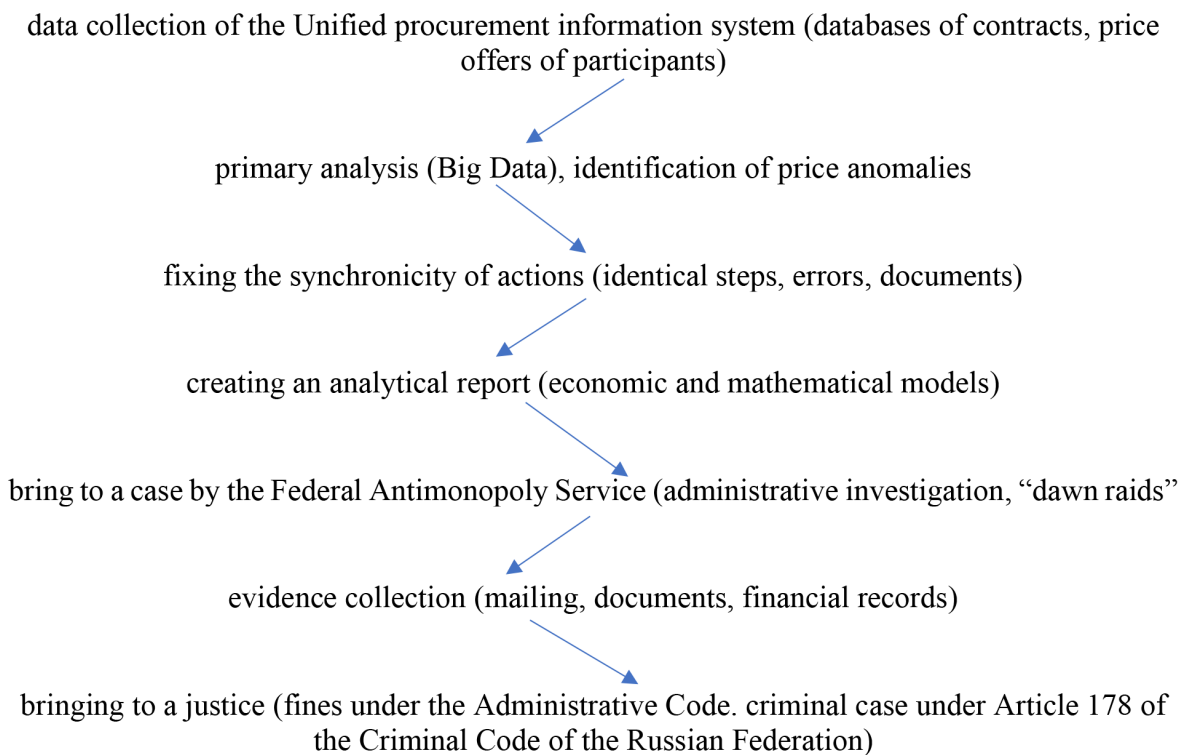 data collection of the Unified procurement information system (databases of contracts, price
offers of participants)
primary analysis (Big Data), identification of price anomalies
fixing the synchronicity of actions (identical steps, errors, documents)
creating an analytical report (economic and mathematical models)
bring to a case by the Federal Antimonopoly Service (administrative investigation, “dawn raids”
evidence collection (mailing, documents, financial records)
bringing to a justice (fines under the Administrative Code. criminal case under Article 178 of
the Criminal Code of the Russian Federation)